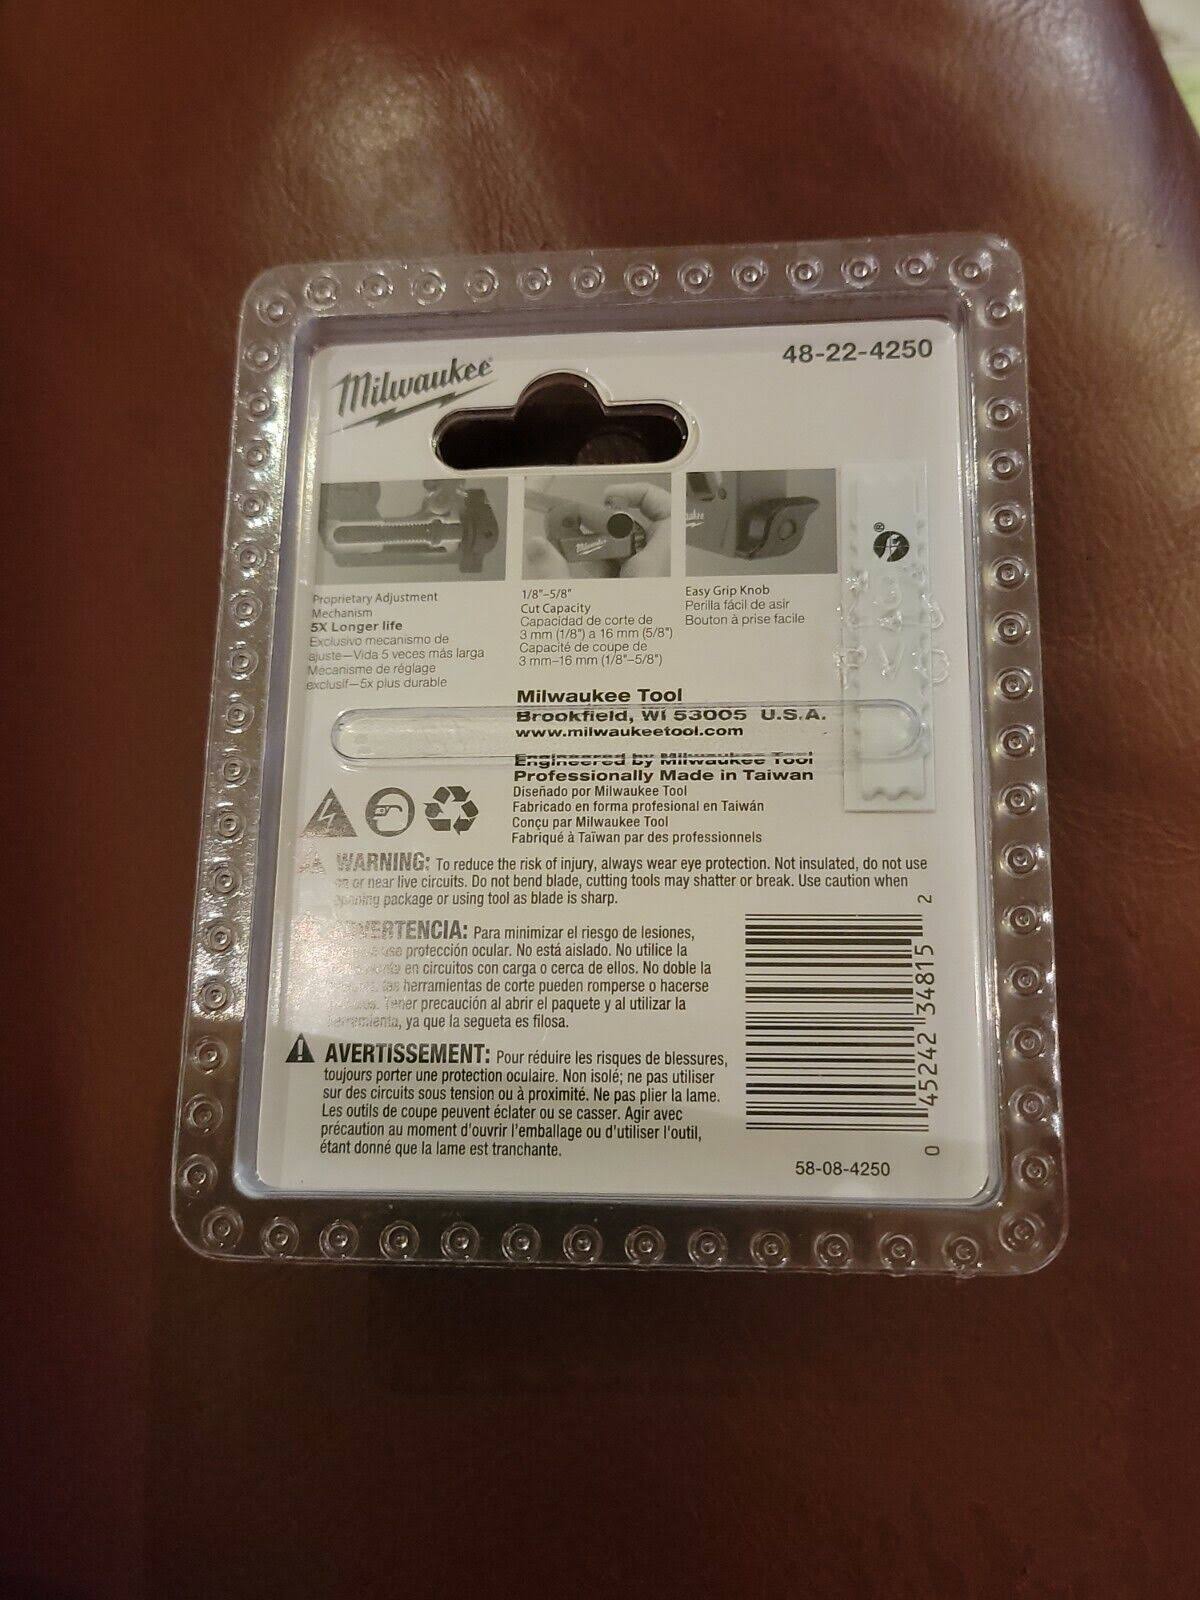 Milwaukee®
48-22-4250
Milwaukee
Milwaukee
Proprietary Adjustment
Mechanism
5X Longer life
Exclusivo mecanismo de
ajuste—Vida 5 veces más larga
Mécanisme de réglage
exclusif—5x plus durable
1/8"–5/8"
Cut Capacity
Capacidad de corte de
3 mm (1/8") a 16 mm (5/8")
Capacité de coupe de
3 mm–16 mm (1/8"–5/8")
Easy Grip Knob
Perilla fácil de asir
Bouton à prise facile
®
Milwaukee Tool
Brookfield, WI 53005 U.S.A.
www.milwaukeetool.com
Engineered by Milwaukee Tool
Professionally Made in Taiwan
Diseñado por Milwaukee Tool
Fabricado en forma profesional en Taiwán
Conçu par Milwaukee Tool
Fabriqué à Taïwan par des professionnels
WARNING: To reduce the risk of injury, always wear eye protection. Not insulated, do not use
on or near live circuits. Do not bend blade, cutting tools may shatter or break. Use caution when
opening package or using tool as blade is sharp.
ADVERTENCIA: Para minimizar el riesgo de lesiones,
use protección ocular. No está aislado. No utilice la
en circuitos con carga o cerca de ellos. No doble la
las herramientas de corte pueden romperse o hacerse
Tener precaución al abrir el paquete y al utilizar la
herramienta, ya que la segueta es filosa.
AVERTISSEMENT: Pour réduire les risques de blessures,
toujours porter une protection oculaire. Non isolé; ne pas utiliser
sur des circuits sous tension ou à proximité. Ne pas plier la lame.
Les outils de coupe peuvent éclater ou se casser. Agir avec
précaution au moment d'ouvrir l'emballage ou d'utiliser l'outil,
étant donné que la lame est tranchante.
0 45242 34815 2
58-08-4250